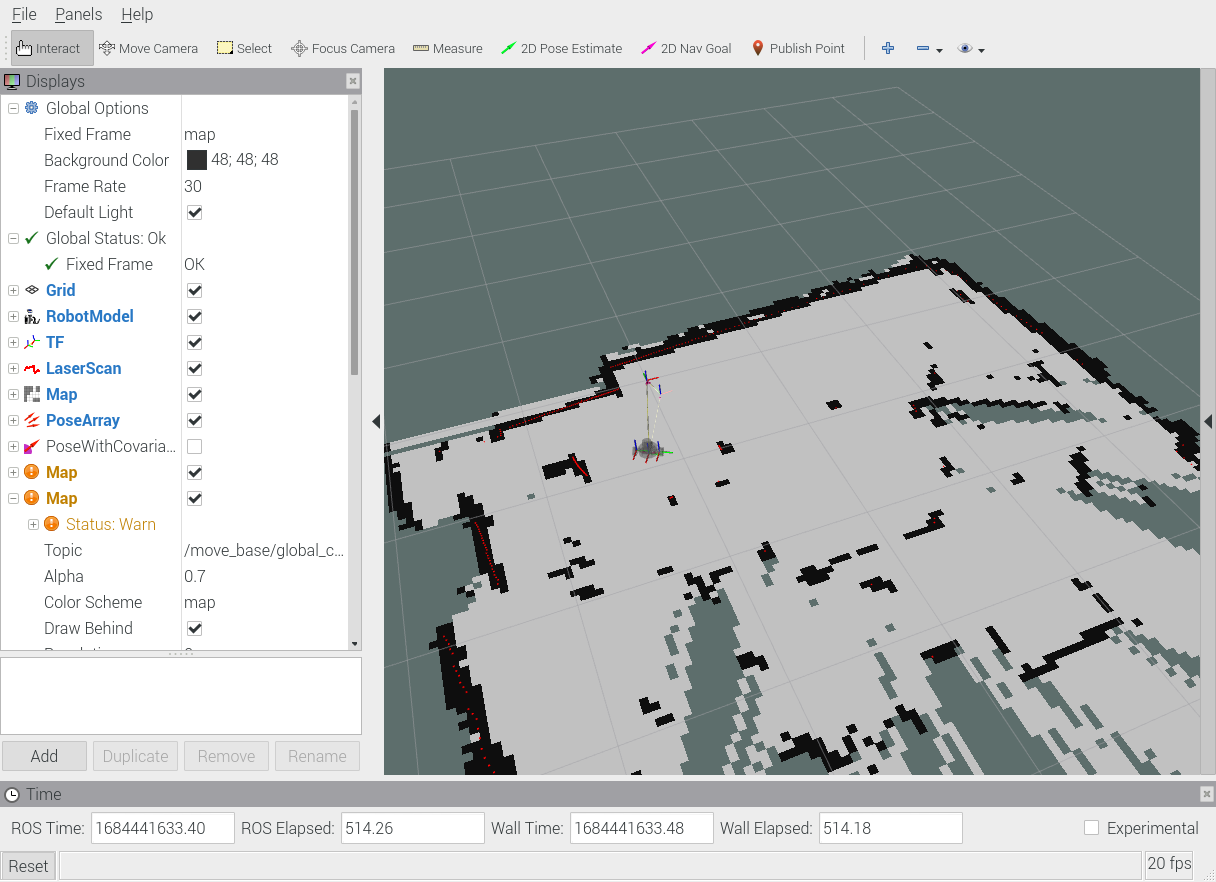 File Panels Help
Interact Move Camera Select Focus Camera Measure 2D Pose Estimate 2D Nav Goal Publish Point
Displays
Global Options
Fixed Frame map
Background Color 48; 48; 48
Frame Rate 30
Default Light
Global Status: Ok
Fixed Frame OK
Grid
RobotModel
TF
LaserScan
Map
PoseArray
PoseWithCovaria...
Map
Map
Status: Warn
Topic /move_base/global_c...
Alpha 0.7
Color Scheme map
Draw Behind
Add Duplicate Remove Rename
Time
ROS Time: 1684441633.40 ROS Elapsed: 514.26 Wall Time: 1684441633.48 Wall Elapsed: 514.18 Experimental
Reset 20 fps